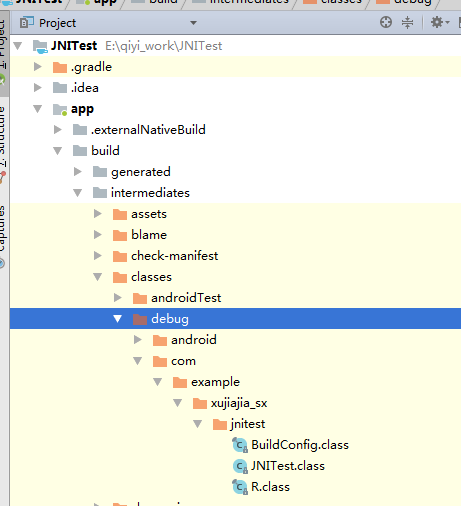 JNITest app build intermediates classes debug
Project
1: Project
7: Structure
Captures
JNITest E:\qiyi_work\JNITest
.gradle
.idea
app
.externalNativeBuild
build
generated
intermediates
assets
blame
check-manifest
classes
androidTest
debug
android
com
example
xujiajia_sx
jnitest
BuildConfig.class
JNITest.class
R.class